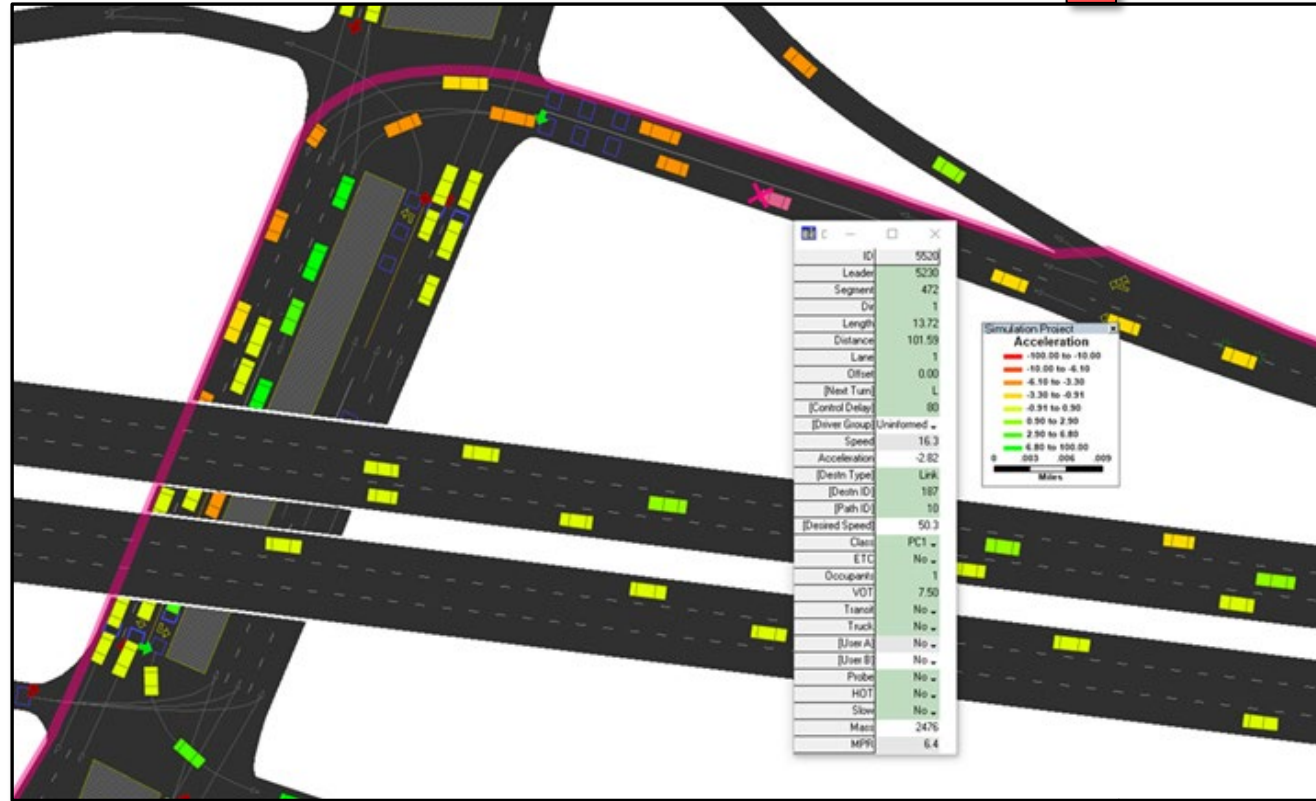 ID 5520
Leader 5230
Segment 472
Dir 1
Length 13.72
Distance 101.59
Lane 1
Offset 0.00
[Next Turn] L
[Control Delay] 80
[Driver Group] Uninformed
Speed 16.3
Acceleration -2.82
[Destn Type] Link
[Destn ID] 187
[Path ID] 10
[Desired Speed] 50.3
Class PC1
ETC No
Occupants 1
VOT 7.50
Transit No
Truck No
[User A] No
[User B] No
Probe No
HOT No
Slow No
Mass 2476
MPR 6.4
Simulation Project
Acceleration
-100.00 to -10.00
-10.00 to -6.10
-6.10 to -3.30
-3.30 to -0.91
-0.91 to 0.90
0.90 to 2.90
2.90 to 6.80
6.80 to 100.00
0 .003 .006 .009
Miles